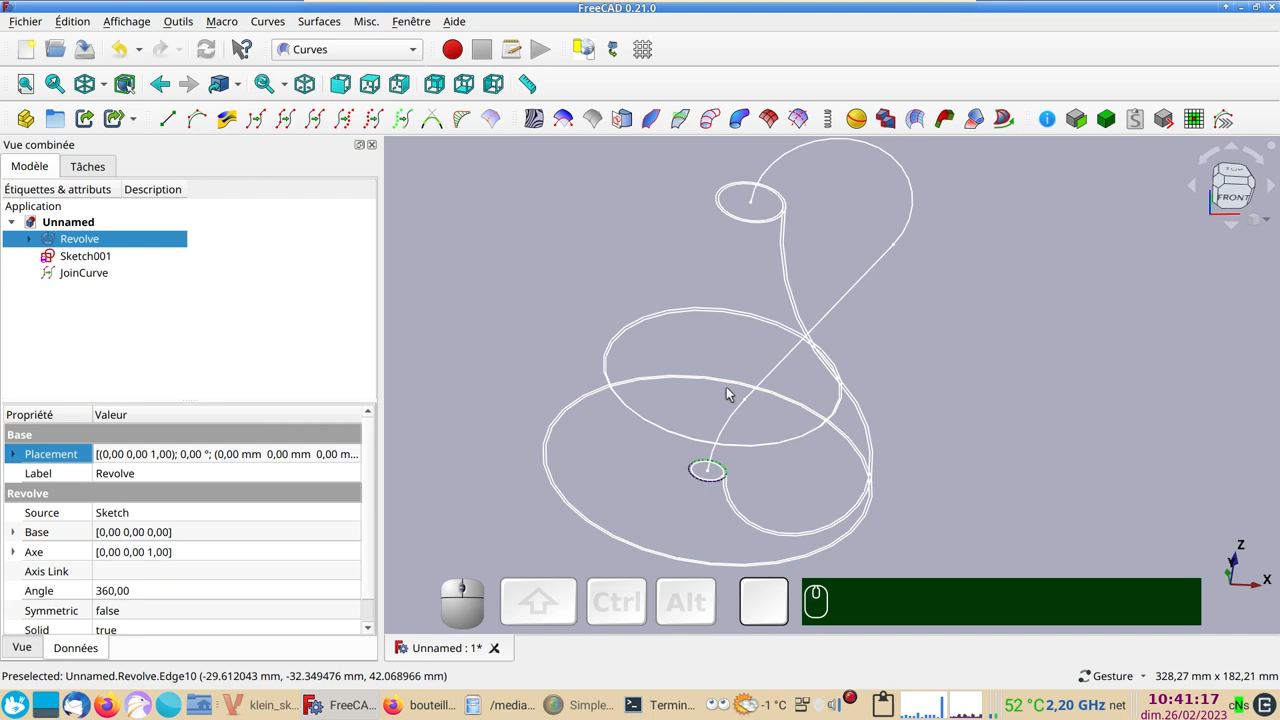 FreeCAD 0.21.0
Fichier Édition Affichage Outils Macro Curves Surfaces Misc. Fenêtre Aide
Curves
Vue combinée
Modèle Tâches
Étiquettes & attributs Description
Application
Unnamed
Revolve
Sketch001
JoinCurve
Propriété Valeur
Base
Placement [(0,00 0,00 1,00); 0,00 °; (0,00 mm 0,00 mm 0,00 m...
Label Revolve
Revolve
Source Sketch
Base [0,00 0,00 0,00]
Axe [0,00 0,00 1,00]
Axis Link
Angle 360,00
Symmetric false
Solid true
Vue Données
TOP
FRONT
Z
X
Ctrl Alt
Unnamed : 1*
Preselected: Unnamed.Revolve.Edge10 (-29.612043 mm, -32.349476 mm, 42.068966 mm)
Gesture 328,27 mm x 182,21 mm
klein_sk... FreeCA... bouteill... /media... Simple... Termin... -1 °C 52 °C 2,20 GHz net 10:41:17
dim.26/02/2023